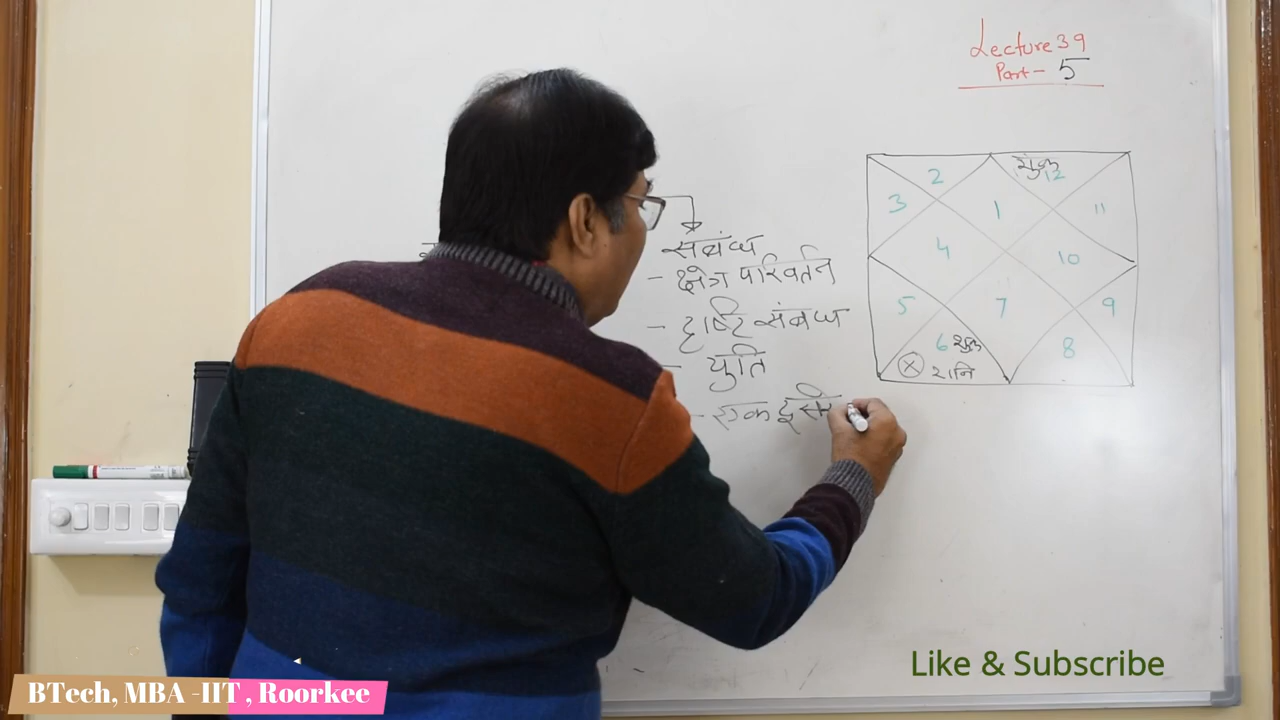 Lecture 39
Part- 5
संबंध
- क्षेत्र परिवर्तन
- दृष्टि संबंध
- युति
- एक दूसरे
शुक्र
12
2
3
1
11
4
10
5
7
9
6 शुक्र
8
शनि
Like & Subscribe
BTech, MBA -IIT , Roorkee